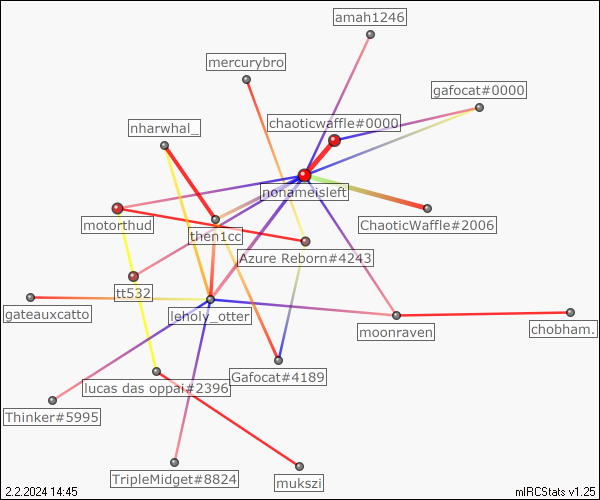 amah1246
mercurybro
gafocat#0000
chaoticwaffle#0000
nharwhal_
nonameisleft
motorthud
then1cc
ChaoticWaffle#2006
Azure Reborn#4243
tt532
gateauxcatto
leholy_otter
moonraven
chobham.
Gafocat#4189
lucas das oppai#2396
Thinker#5995
TripleMidget#8824
mukszi
2.2.2024 14:45
mIRCStats v1.25